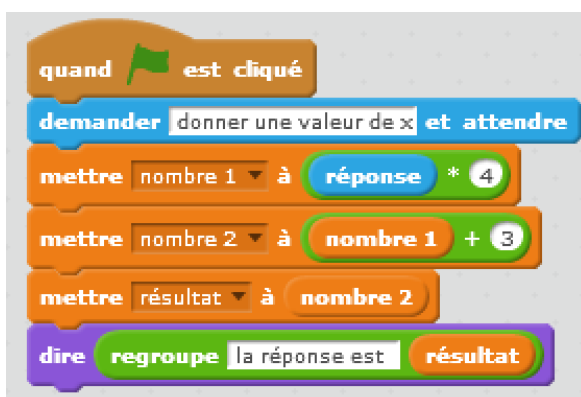 quand est cliqué
demander donner une valeur de x et attendre
mettre nombre 1 à réponse * 4
mettre nombre 2 à nombre 1 + 3
mettre résultat à nombre 2
dire regroupe la réponse est résultat